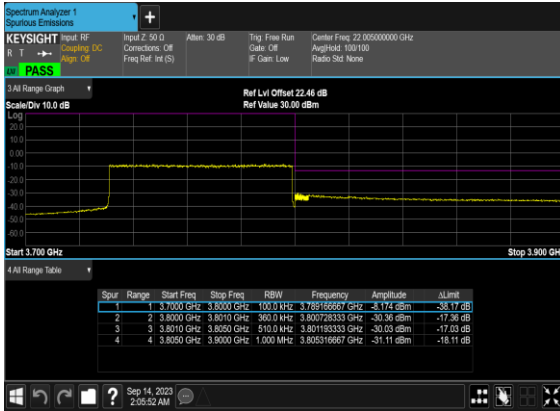 Spectrum Analyzer 1
Spurious Emissions
+
KEYSIGHT Input: RF Input Z: 50 Ω Atten: 30 dB Trig: Free Run Center Freq: 22.005000000 GHz
R T Coupling: DC Corrections: Off Gate: Off Avg|Hold: 100/100
Align: Off Freq Ref: Int (S) IF Gain: Low Radio Std: None
PASS
3 All Range Graph
Ref Lvl Offset 22.46 dB
Scale/Div 10.0 dB Ref Value 30.00 dBm
Log
20.0
10.0
0.00
-10.0
-20.0
-30.0
-40.0
-50.0
-60.0
Start 3.700 GHz Stop 3.900 GHz
4 All Range Table
Spur Range Start Freq Stop Freq RBW Frequency Amplitude ΔLimit
1 1 3.7000 GHz 3.8000 GHz 100.0 kHz 3.789166667 GHz -8.174 dBm -38.17 dB
2 2 3.8000 GHz 3.8010 GHz 360.0 kHz 3.800728333 GHz -30.36 dBm -17.36 dB
3 3 3.8010 GHz 3.8050 GHz 510.0 kHz 3.801193333 GHz -30.03 dBm -17.03 dB
4 4 3.8050 GHz 3.9000 GHz 1.000 MHz 3.805316667 GHz -31.11 dBm -18.11 dB
? Sep 14, 2023
2:05:52 AM